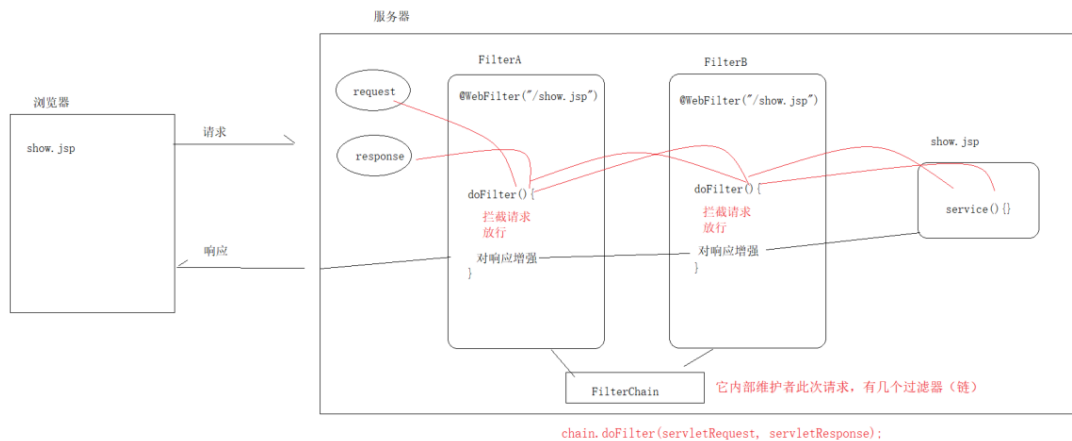 服务器
浏览器
show.jsp
请求
响应
request
response
FilterA
@WebFilter("/show.jsp")
doFilter(){
拦截请求
放行
对响应增强
}
FilterB
@WebFilter("/show.jsp")
doFilter(){
拦截请求
放行
对响应增强
}
show.jsp
service(){}
FilterChain
它内部维护者此次请求，有几个过滤器（链）
chain.doFilter(servletRequest, servletResponse);